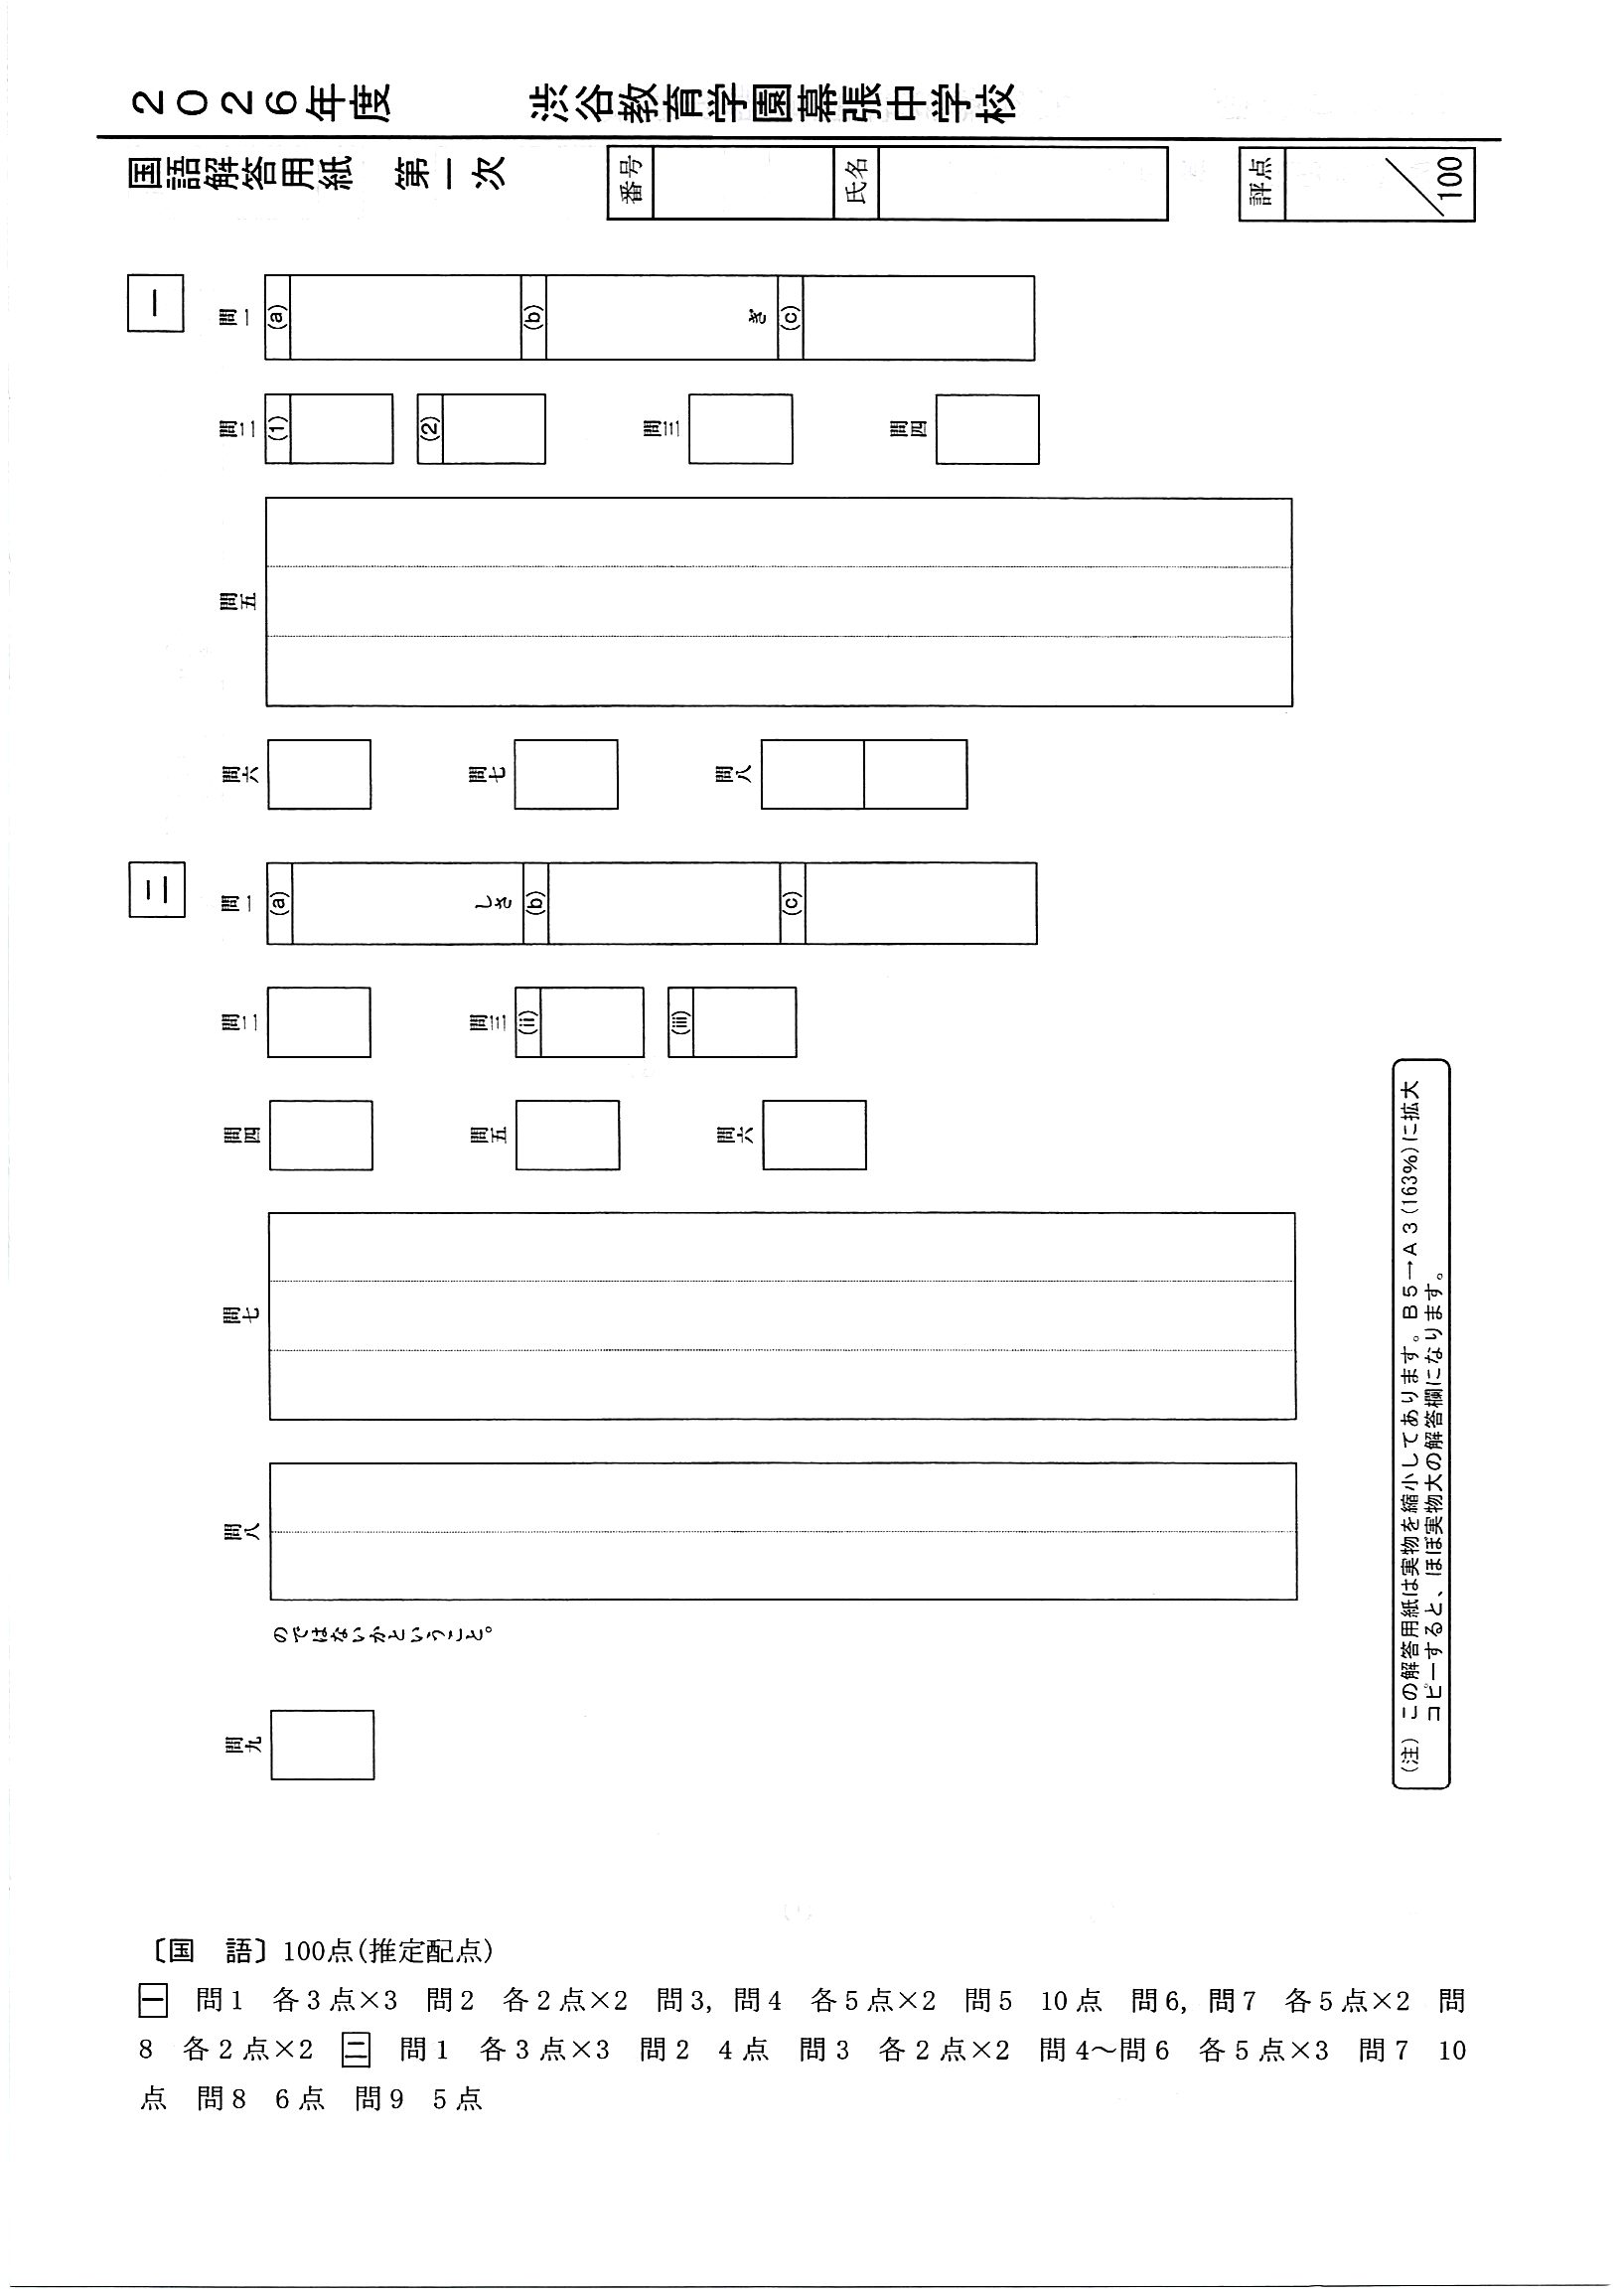 2026年度 渋谷教育学園幕張中学校
国語解答用紙 第一次
番号 氏名 評点 /100
一
問一 (a) (b) ぎ (c)
問二 (1) (2) 問三 問四
問五
問六 問七 問八
二
問一 (a) しさ (b) (c)
問二 問三 (ii) (iii)
問四 問五 問六
問七
問八
のではないかということ。
問九
(注) この解答用紙は実物を縮小してあります。B5→A3(163%)に拡大
コピーすると、ほぼ実物大の解答欄になります。
〔国 語〕100点(推定配点)
一 問1 各3点×3 問2 各2点×2 問3, 問4 各5点×2 問5 10点 問6, 問7 各5点×2 問
8 各2点×2 二 問1 各3点×3 問2 4点 問3 各2点×2 問4〜問6 各5点×3 問7 10
点 問8 6点 問9 5点